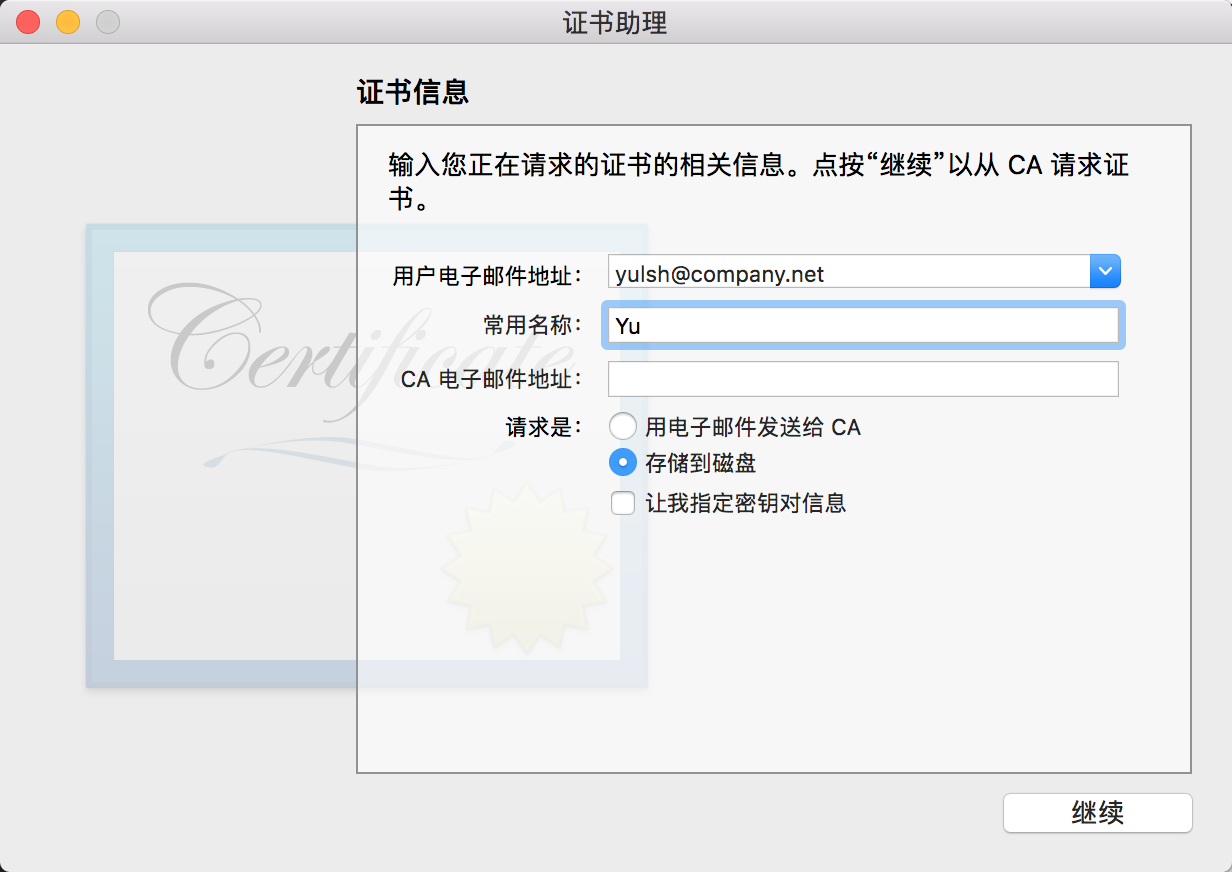 证书助理
证书信息
输入您正在请求的证书的相关信息。点按“继续”以从 CA 请求证
书。
Certificate
用户电子邮件地址： yulsh@company.net
常用名称： Yu
CA 电子邮件地址：
请求是： 用电子邮件发送给 CA
存储到磁盘
让我指定密钥对信息
继续